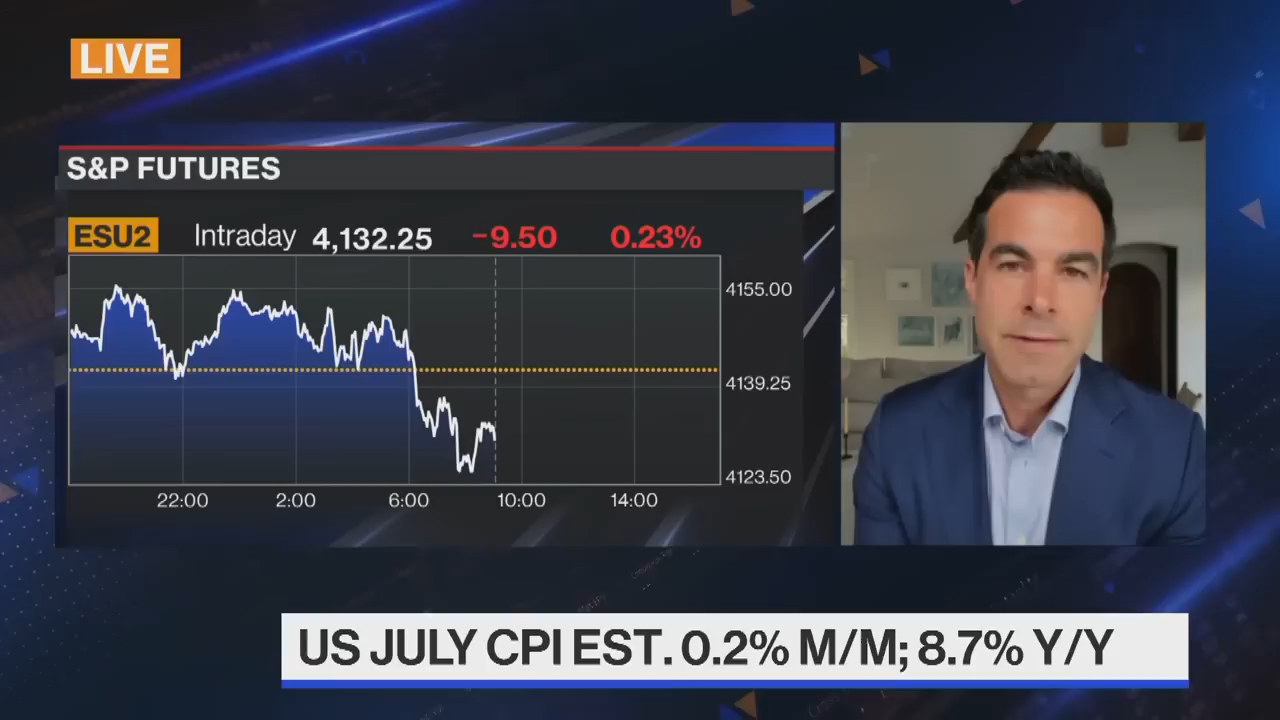 LIVE
S&P FUTURES
ESU2 Intraday 4,132.25 -9.50 0.23%
4155.00
4139.25
4123.50
22:00 2:00 6:00 10:00 14:00
US JULY CPI EST. 0.2% M/M; 8.7% Y/Y